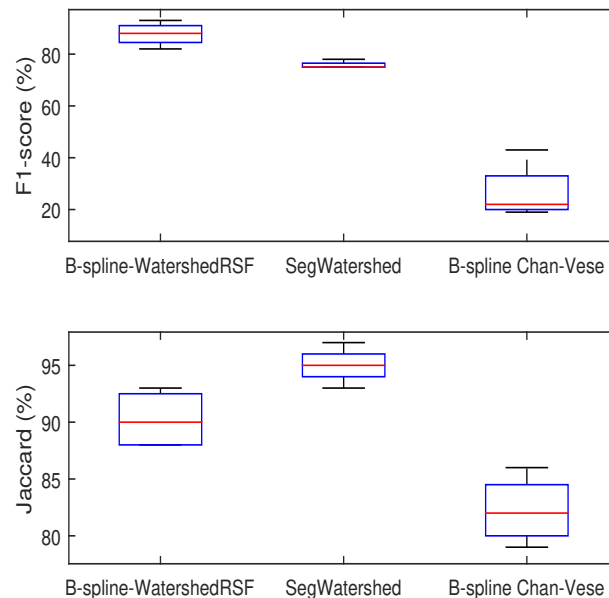 F1-score (%)
80
60
40
20
B-spline-WatershedRSF SegWatershed B-spline Chan-Vese
Jaccard (%)
95
90
85
80
B-spline-WatershedRSF SegWatershed B-spline Chan-Vese